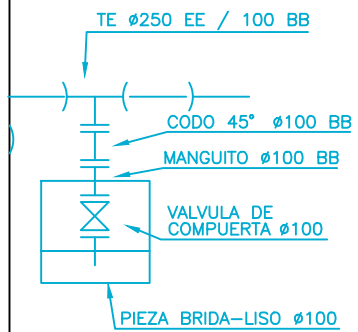 TE ø250 EE / 100 BB
CODO 45° ø100 BB
MANGUITO ø100 BB
VALVULA DE
COMPUERTA ø100
PIEZA BRIDA-LISO ø100